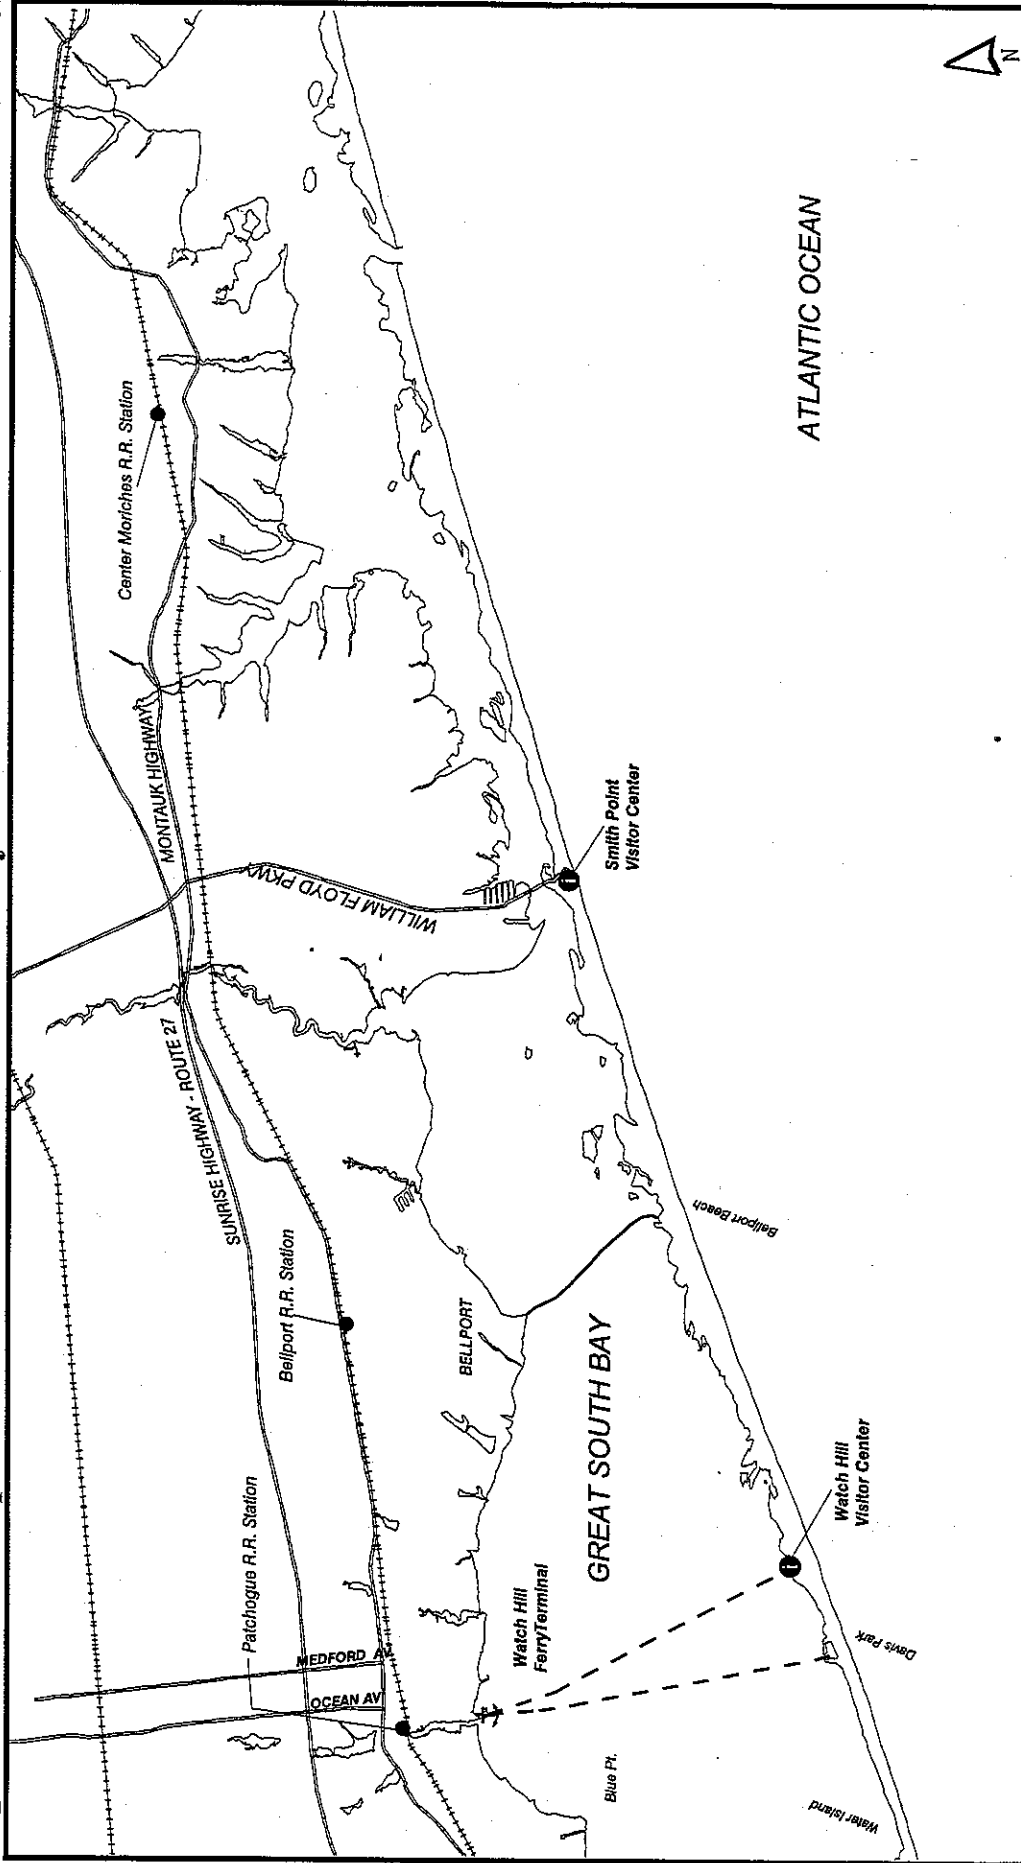 Center Moriches R.R. Station
MONTAUK HIGHWAY
WILLIAM FLOYD PKWY
SUNRISE HIGHWAY - ROUTE 27
Smith Point
Visitor Center
ATLANTIC OCEAN
N
Bellport R.R. Station
BELLPORT
Bellport Beach
GREAT SOUTH BAY
Patchogue R.R. Station
MEDFORD AV
OCEAN AV
Watch Hill
FerryTerminal
Watch Hill
Visitor Center
Davis Park
Blue Pt.
Water Island